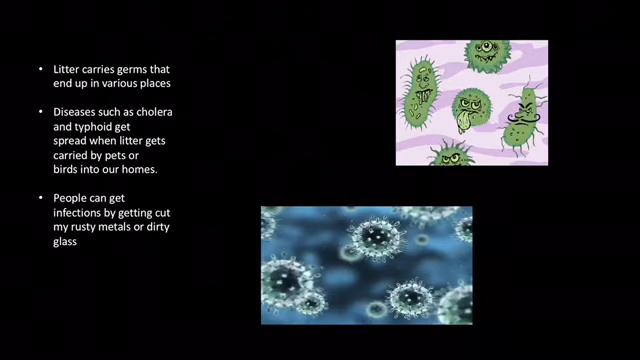 • Litter carries germs that
end up in various places
• Diseases such as cholera
and typhoid get
spread when litter gets
carried by pets or
birds into our homes.
• People can get
infections by getting cut
my rusty metals or dirty
glass